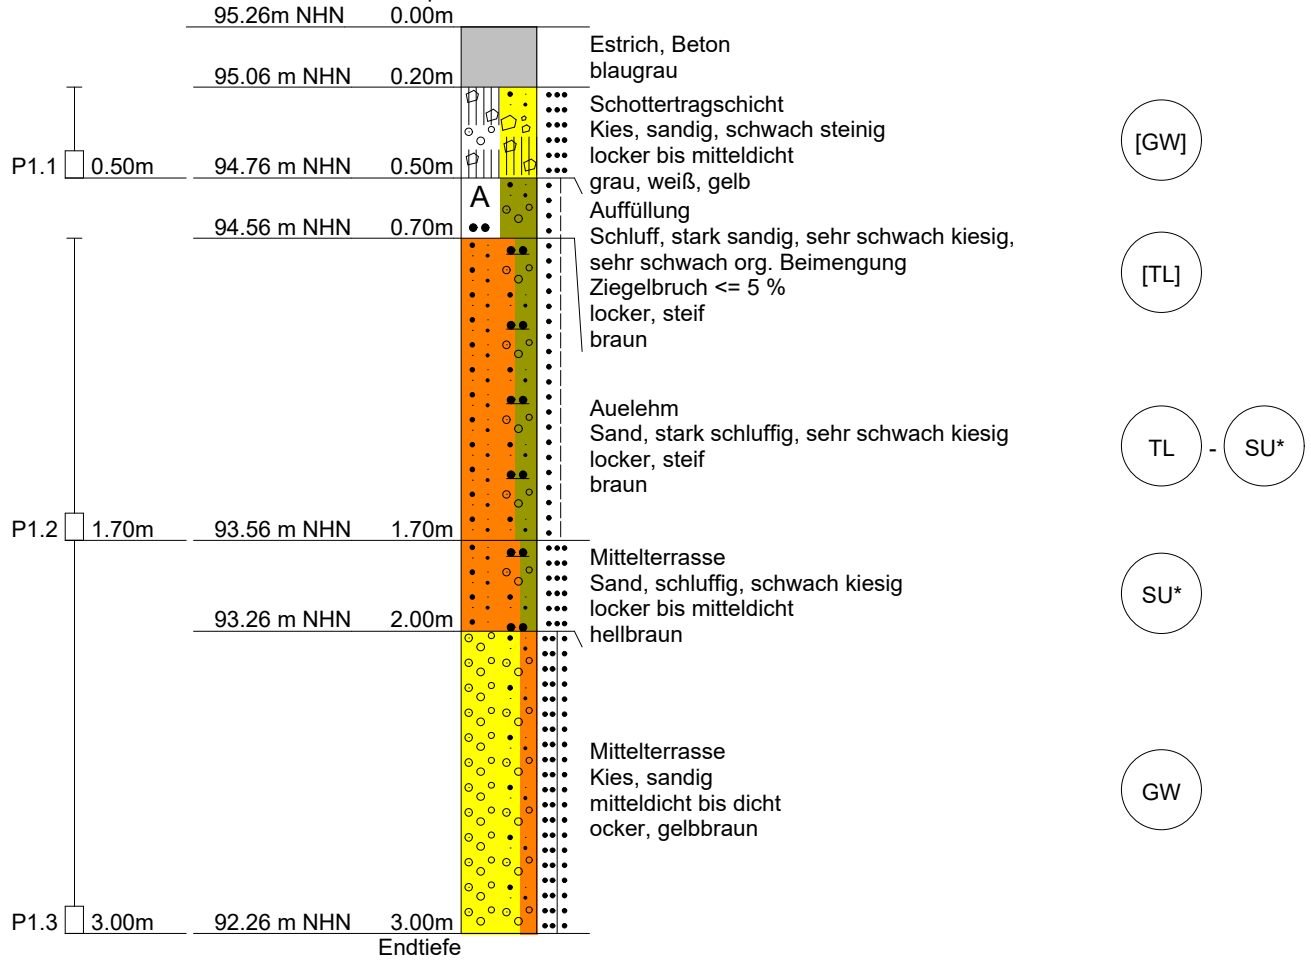 95.26m NHN 0.00m
Estrich, Beton
blaugrau
95.06 m NHN 0.20m
Schottertragschicht
Kies, sandig, schwach steinig
locker bis mitteldicht
grau, weiß, gelb
[GW]
P1.1 0.50m 94.76 m NHN 0.50m
A
Auffüllung
Schluff, stark sandig, sehr schwach kiesig,
sehr schwach org. Beimengung
Ziegelbruch <= 5 %
locker, steif
braun
[TL]
94.56 m NHN 0.70m
Auelehm
Sand, stark schluffig, sehr schwach kiesig
locker, steif
braun
TL - SU*
P1.2 1.70m 93.56 m NHN 1.70m
Mittelterrasse
Sand, schluffig, schwach kiesig
locker bis mitteldicht
hellbraun
SU*
93.26 m NHN 2.00m
Mittelterrasse
Kies, sandig
mitteldicht bis dicht
ocker, gelbbraun
GW
P1.3 3.00m 92.26 m NHN 3.00m
Endtiefe